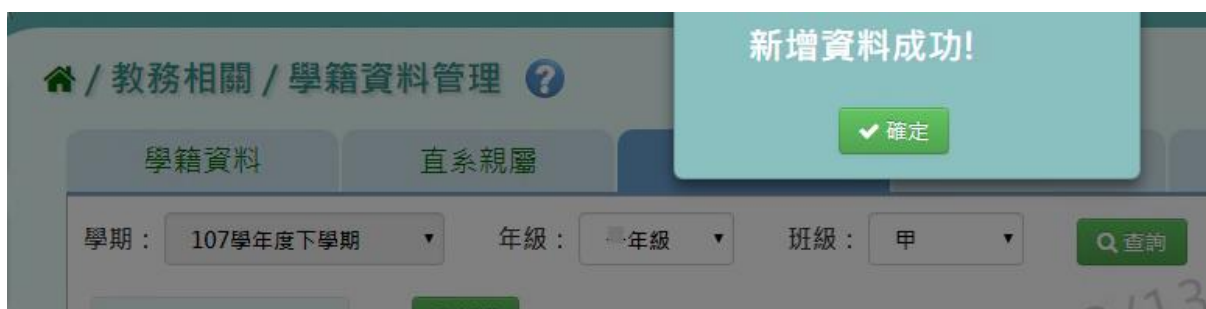 新增資料成功!
確定
/ 教務相關 / 學籍資料管理 ?
學籍資料 直系親屬
學期： 107學年度下學期 年級： 一年級 班級： 甲 查詢
/13